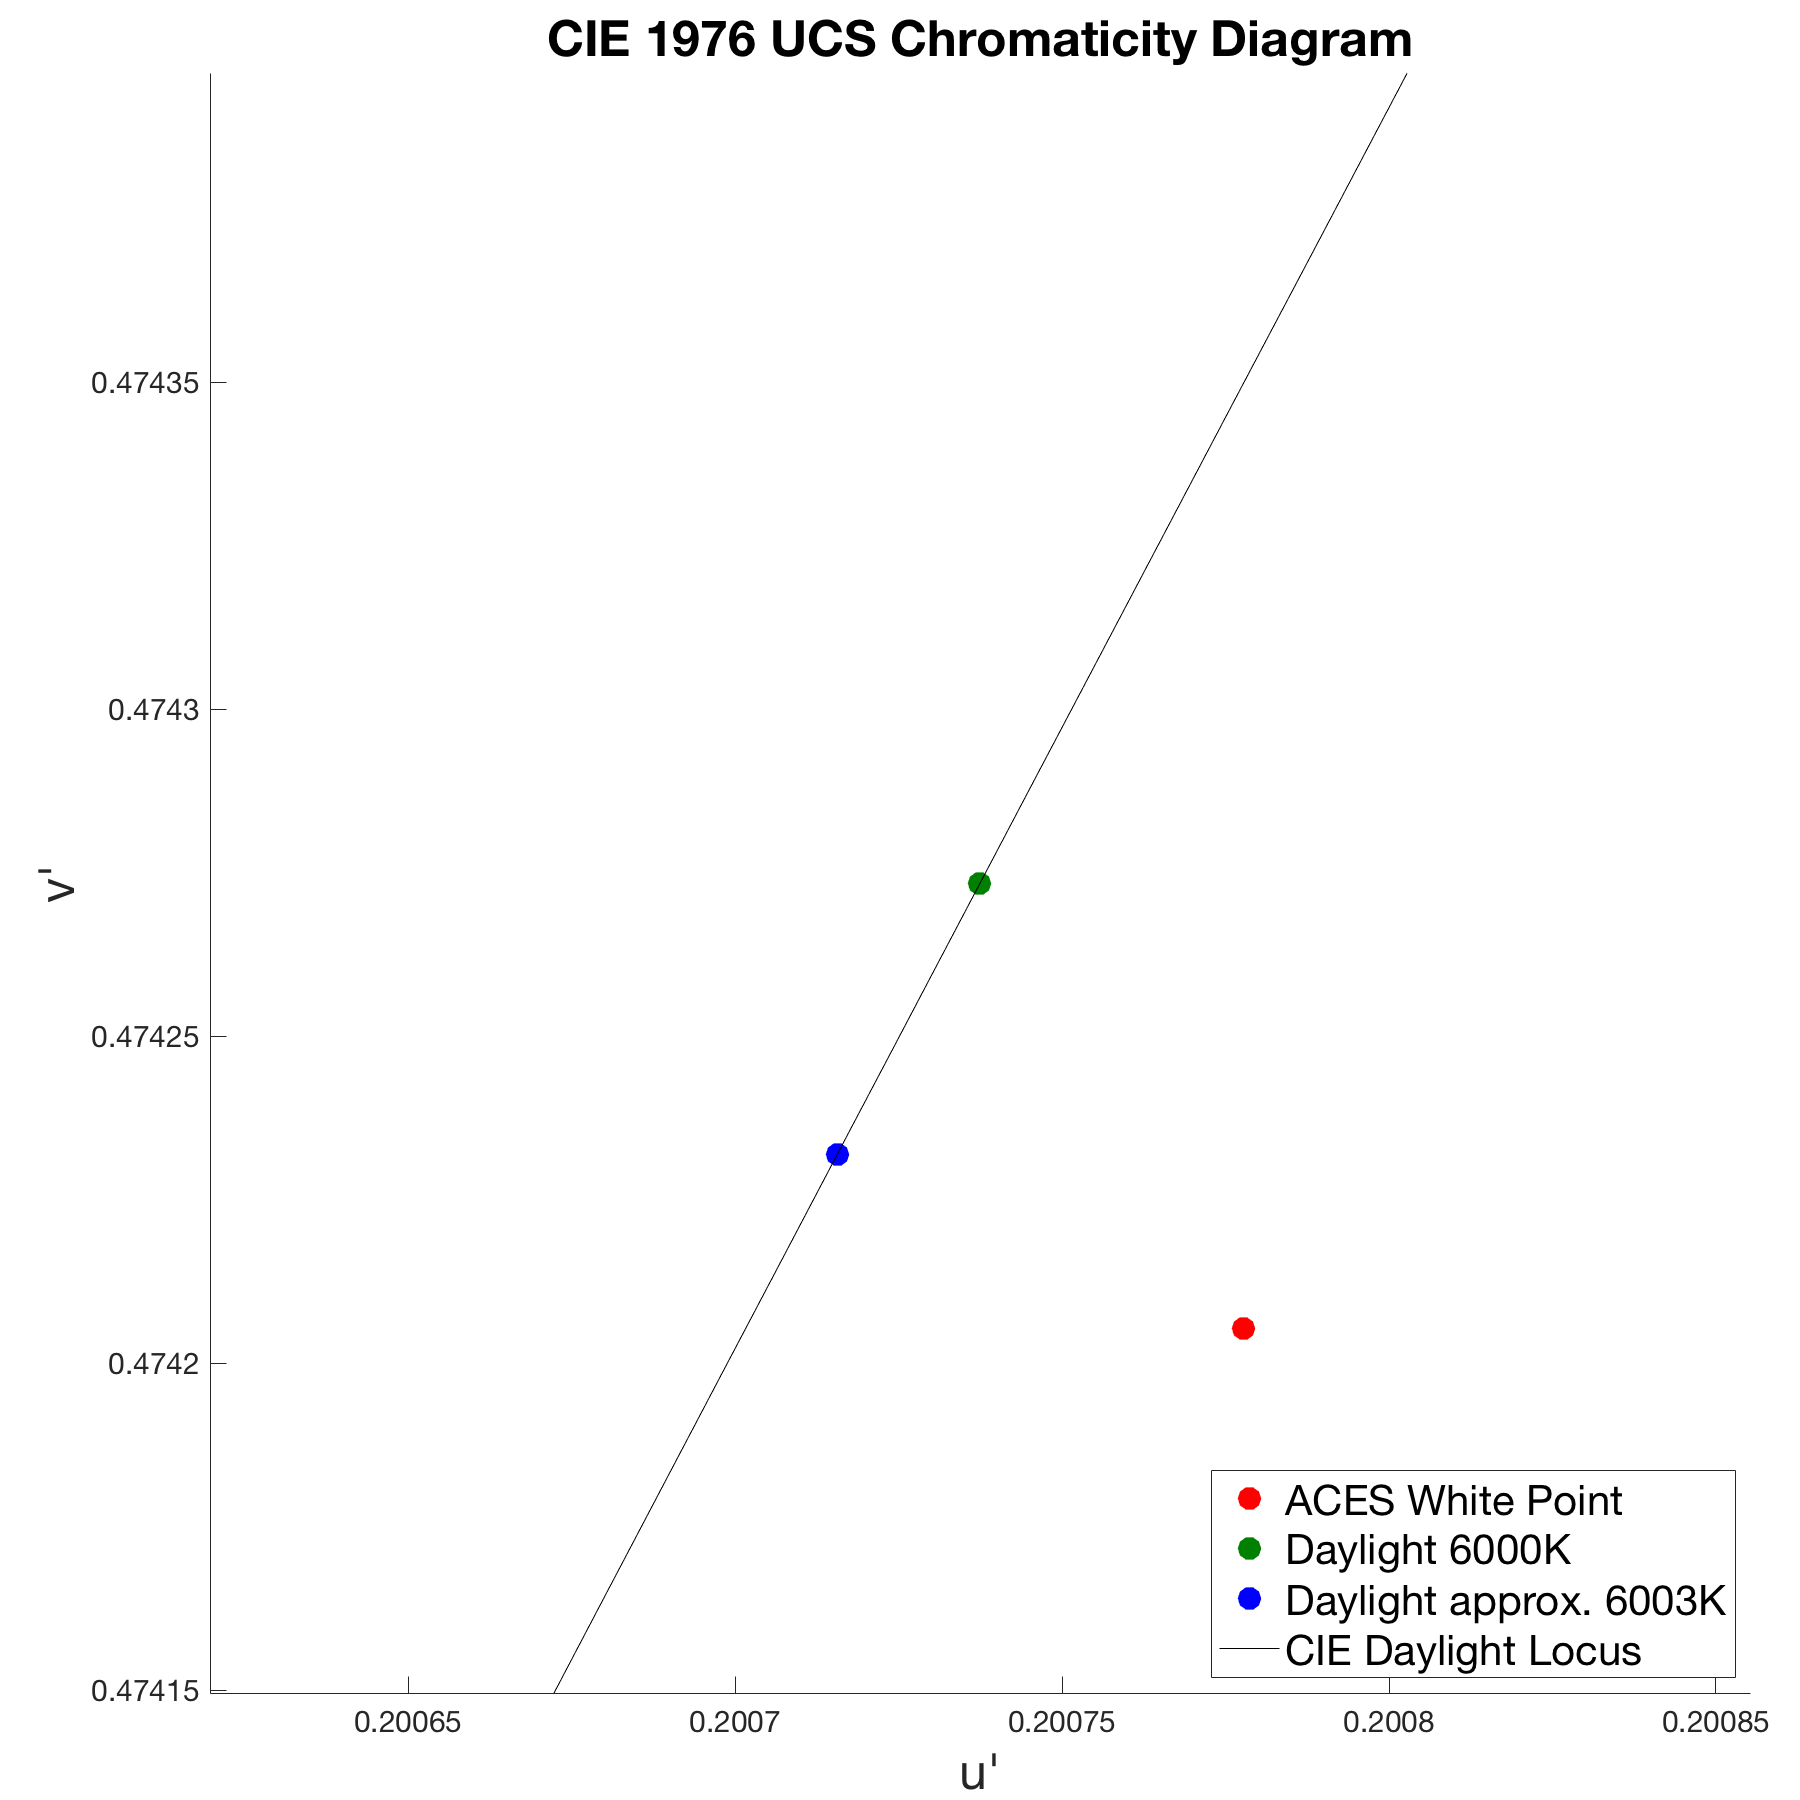 CIE 1976 UCS Chromaticity Diagram
0.47435
0.4743
v'
0.47425
0.4742
0.47415
ACES White Point
Daylight 6000K
Daylight approx. 6003K
CIE Daylight Locus
0.20065 0.2007 0.20075 0.2008 0.20085
u'